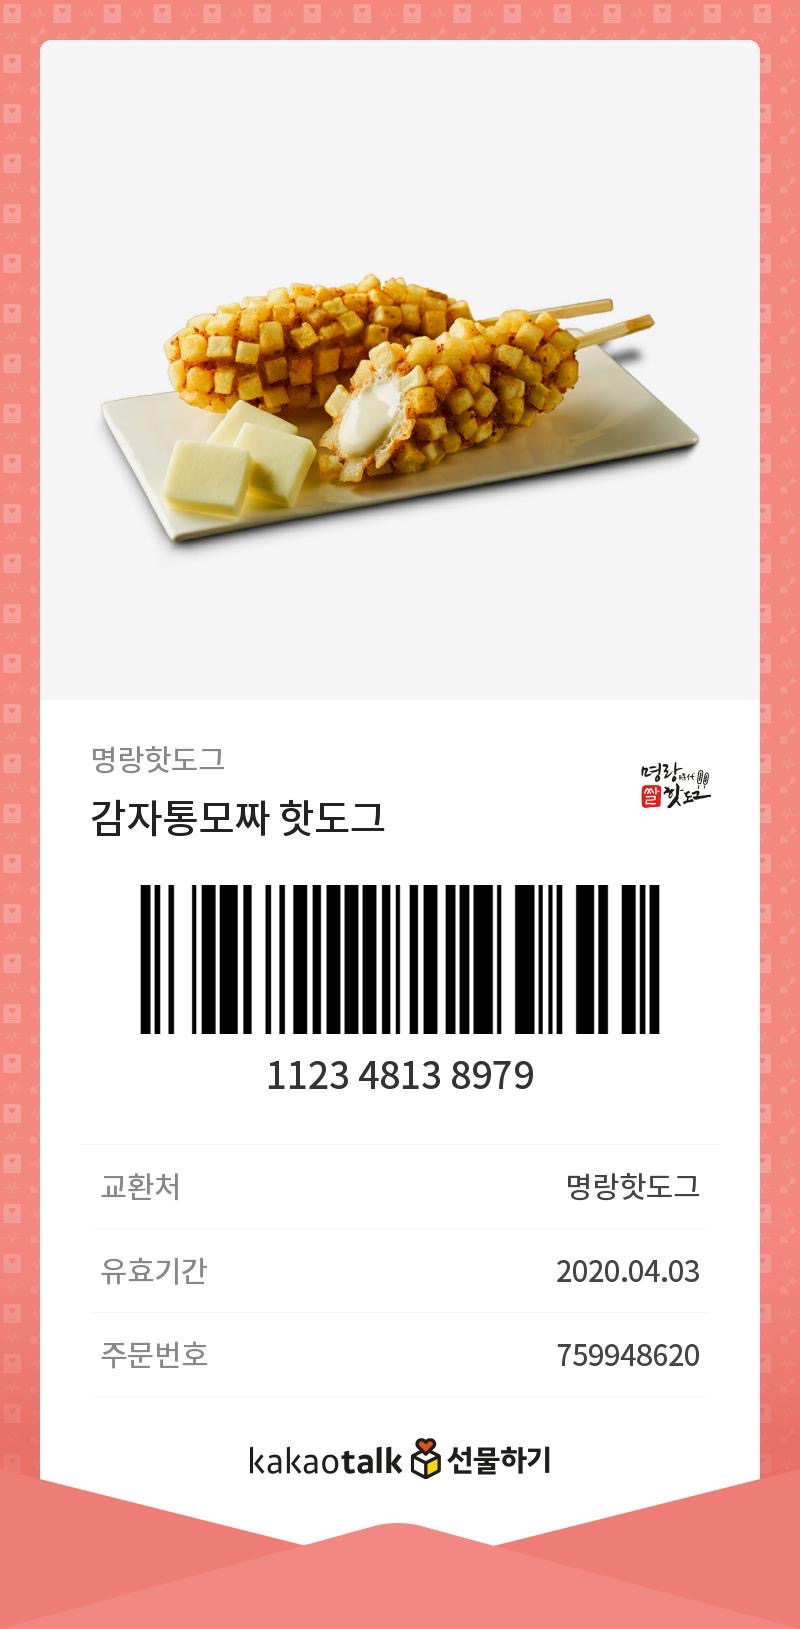 명랑핫도그
감자통모짜 핫도그
명랑時代
쌀핫도그
1123 4813 8979
교환처 명랑핫도그
유효기간 2020.04.03
주문번호 759948620
kakaotalk 선물하기